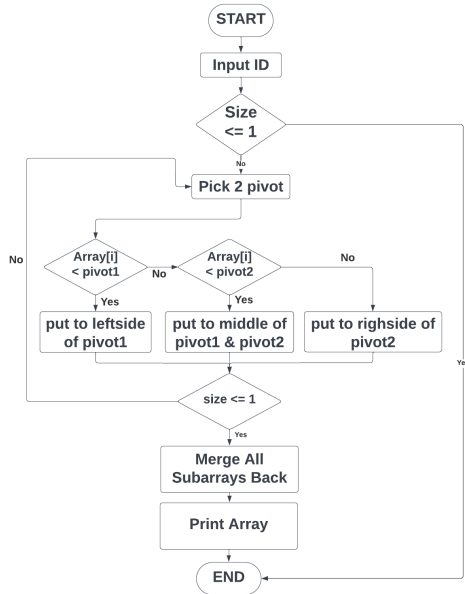 START
Input ID
Size
<= 1
No
Pick 2 pivot
Array[i]
< pivot1
No
Array[i]
< pivot2
No
No
Yes
Yes
put to leftside
of pivot1
put to middle of
pivot1 & pivot2
put to righside of
pivot2
Ye
size <= 1
Yes
Merge All
Subarrays Back
Print Array
END